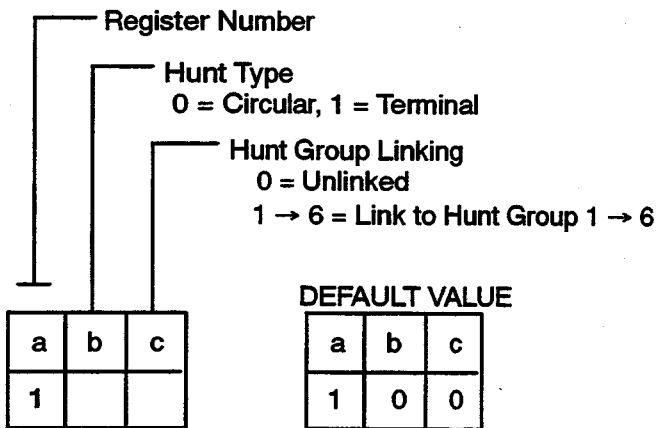 Register Number
Hunt Type
0 = Circular, 1 = Terminal
Hunt Group Linking
0 = Unlinked
1 → 6 = Link to Hunt Group 1 → 6
DEFAULT VALUE
a b c
1
a b c
1 0 0